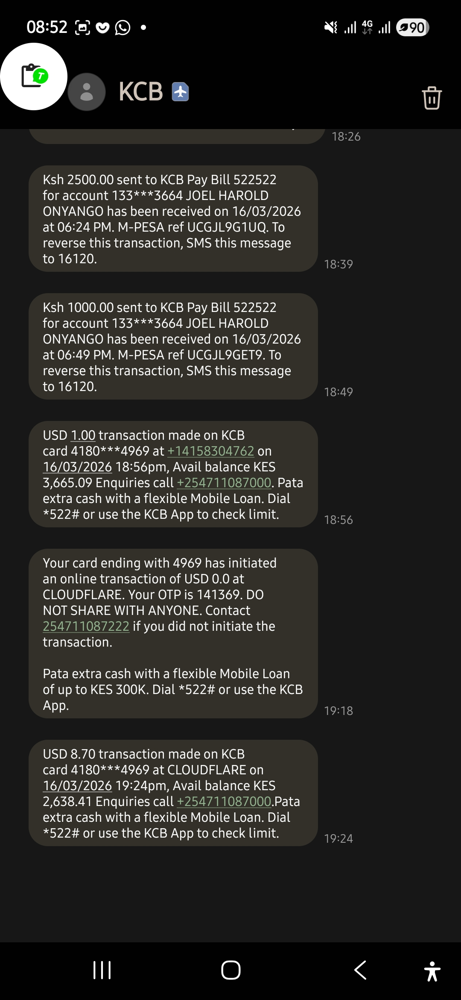 08:52
4G
90
T
KCB
18:26
Ksh 2500.00 sent to KCB Pay Bill 522522
for account 133***3664 JOEL HAROLD
ONYANGO has been received on 16/03/2026
at 06:24 PM. M-PESA ref UCGJL9G1UQ. To
reverse this transaction, SMS this message
to 16120.
18:39
Ksh 1000.00 sent to KCB Pay Bill 522522
for account 133***3664 JOEL HAROLD
ONYANGO has been received on 16/03/2026
at 06:49 PM. M-PESA ref UCGJL9GET9. To
reverse this transaction, SMS this message
to 16120.
18:49
USD 1.00 transaction made on KCB
card 4180***4969 at +14158304762 on
16/03/2026 18:56pm, Avail balance KES
3,665.09 Enquiries call +254711087000. Pata
extra cash with a flexible Mobile Loan. Dial
*522# or use the KCB App to check limit.
18:56
Your card ending with 4969 has initiated
an online transaction of USD 0.0 at
CLOUDFLARE. Your OTP is 141369. DO
NOT SHARE WITH ANYONE. Contact
254711087222 if you did not initiate the
transaction.
Pata extra cash with a flexible Mobile Loan
of up to KES 300K. Dial *522# or use the KCB
App.
19:18
USD 8.70 transaction made on KCB
card 4180***4969 at CLOUDFLARE on
16/03/2026 19:24pm, Avail balance KES
2,638.41 Enquiries call +254711087000.Pata
extra cash with a flexible Mobile Loan. Dial
*522# or use the KCB App to check limit.
19:24